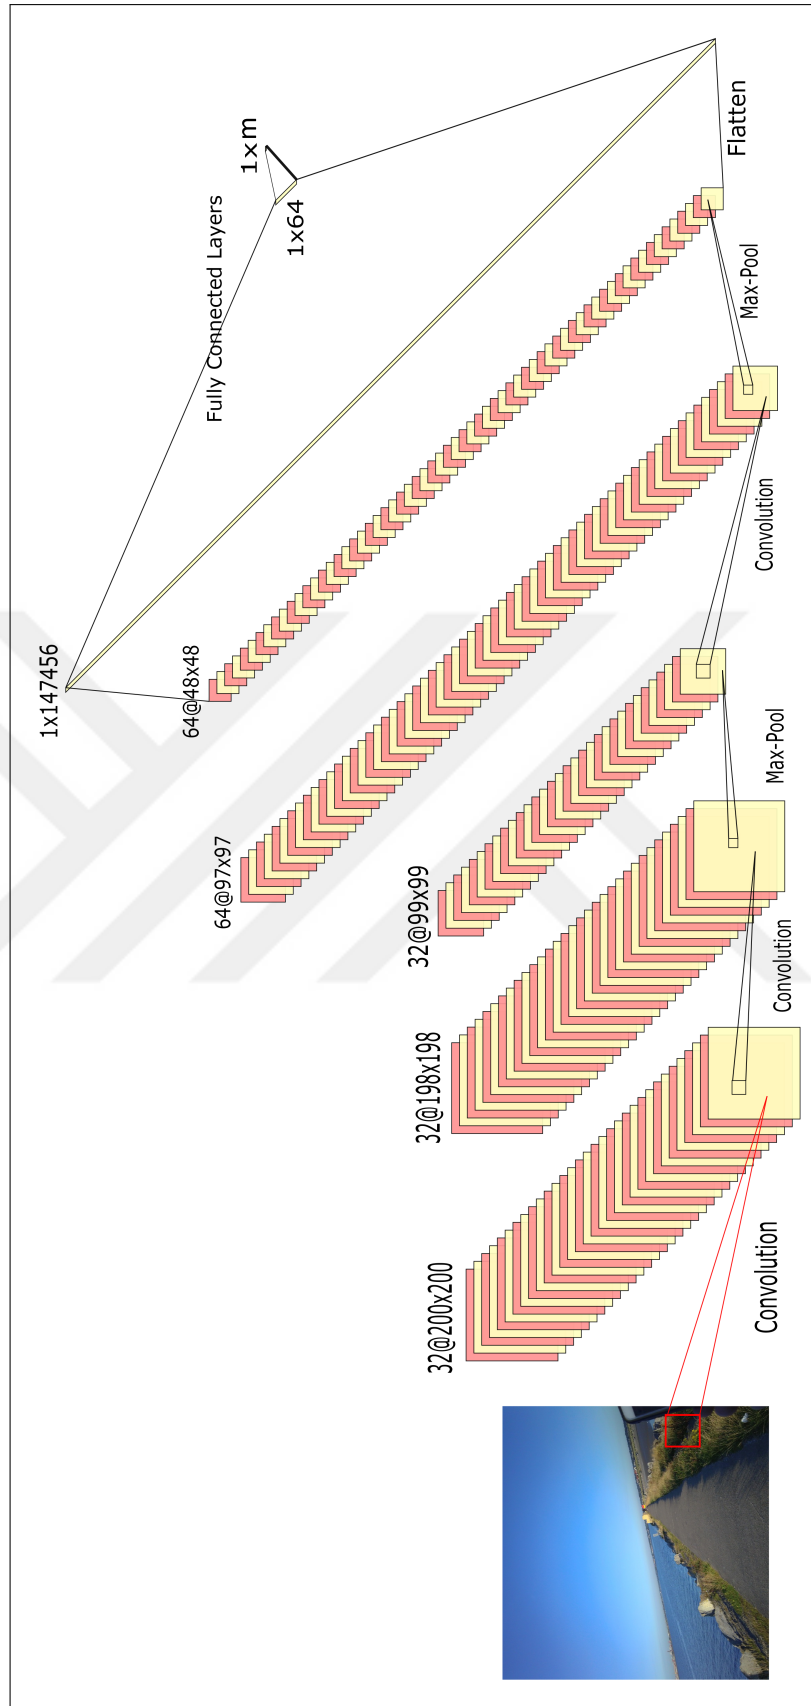 32@200x200
32@198x198
32@99x99
64@97x97
64@48x48
1x147456
1x64
1xm
Convolution
Convolution
Max-Pool
Convolution
Max-Pool
Flatten
Fully Connected Layers